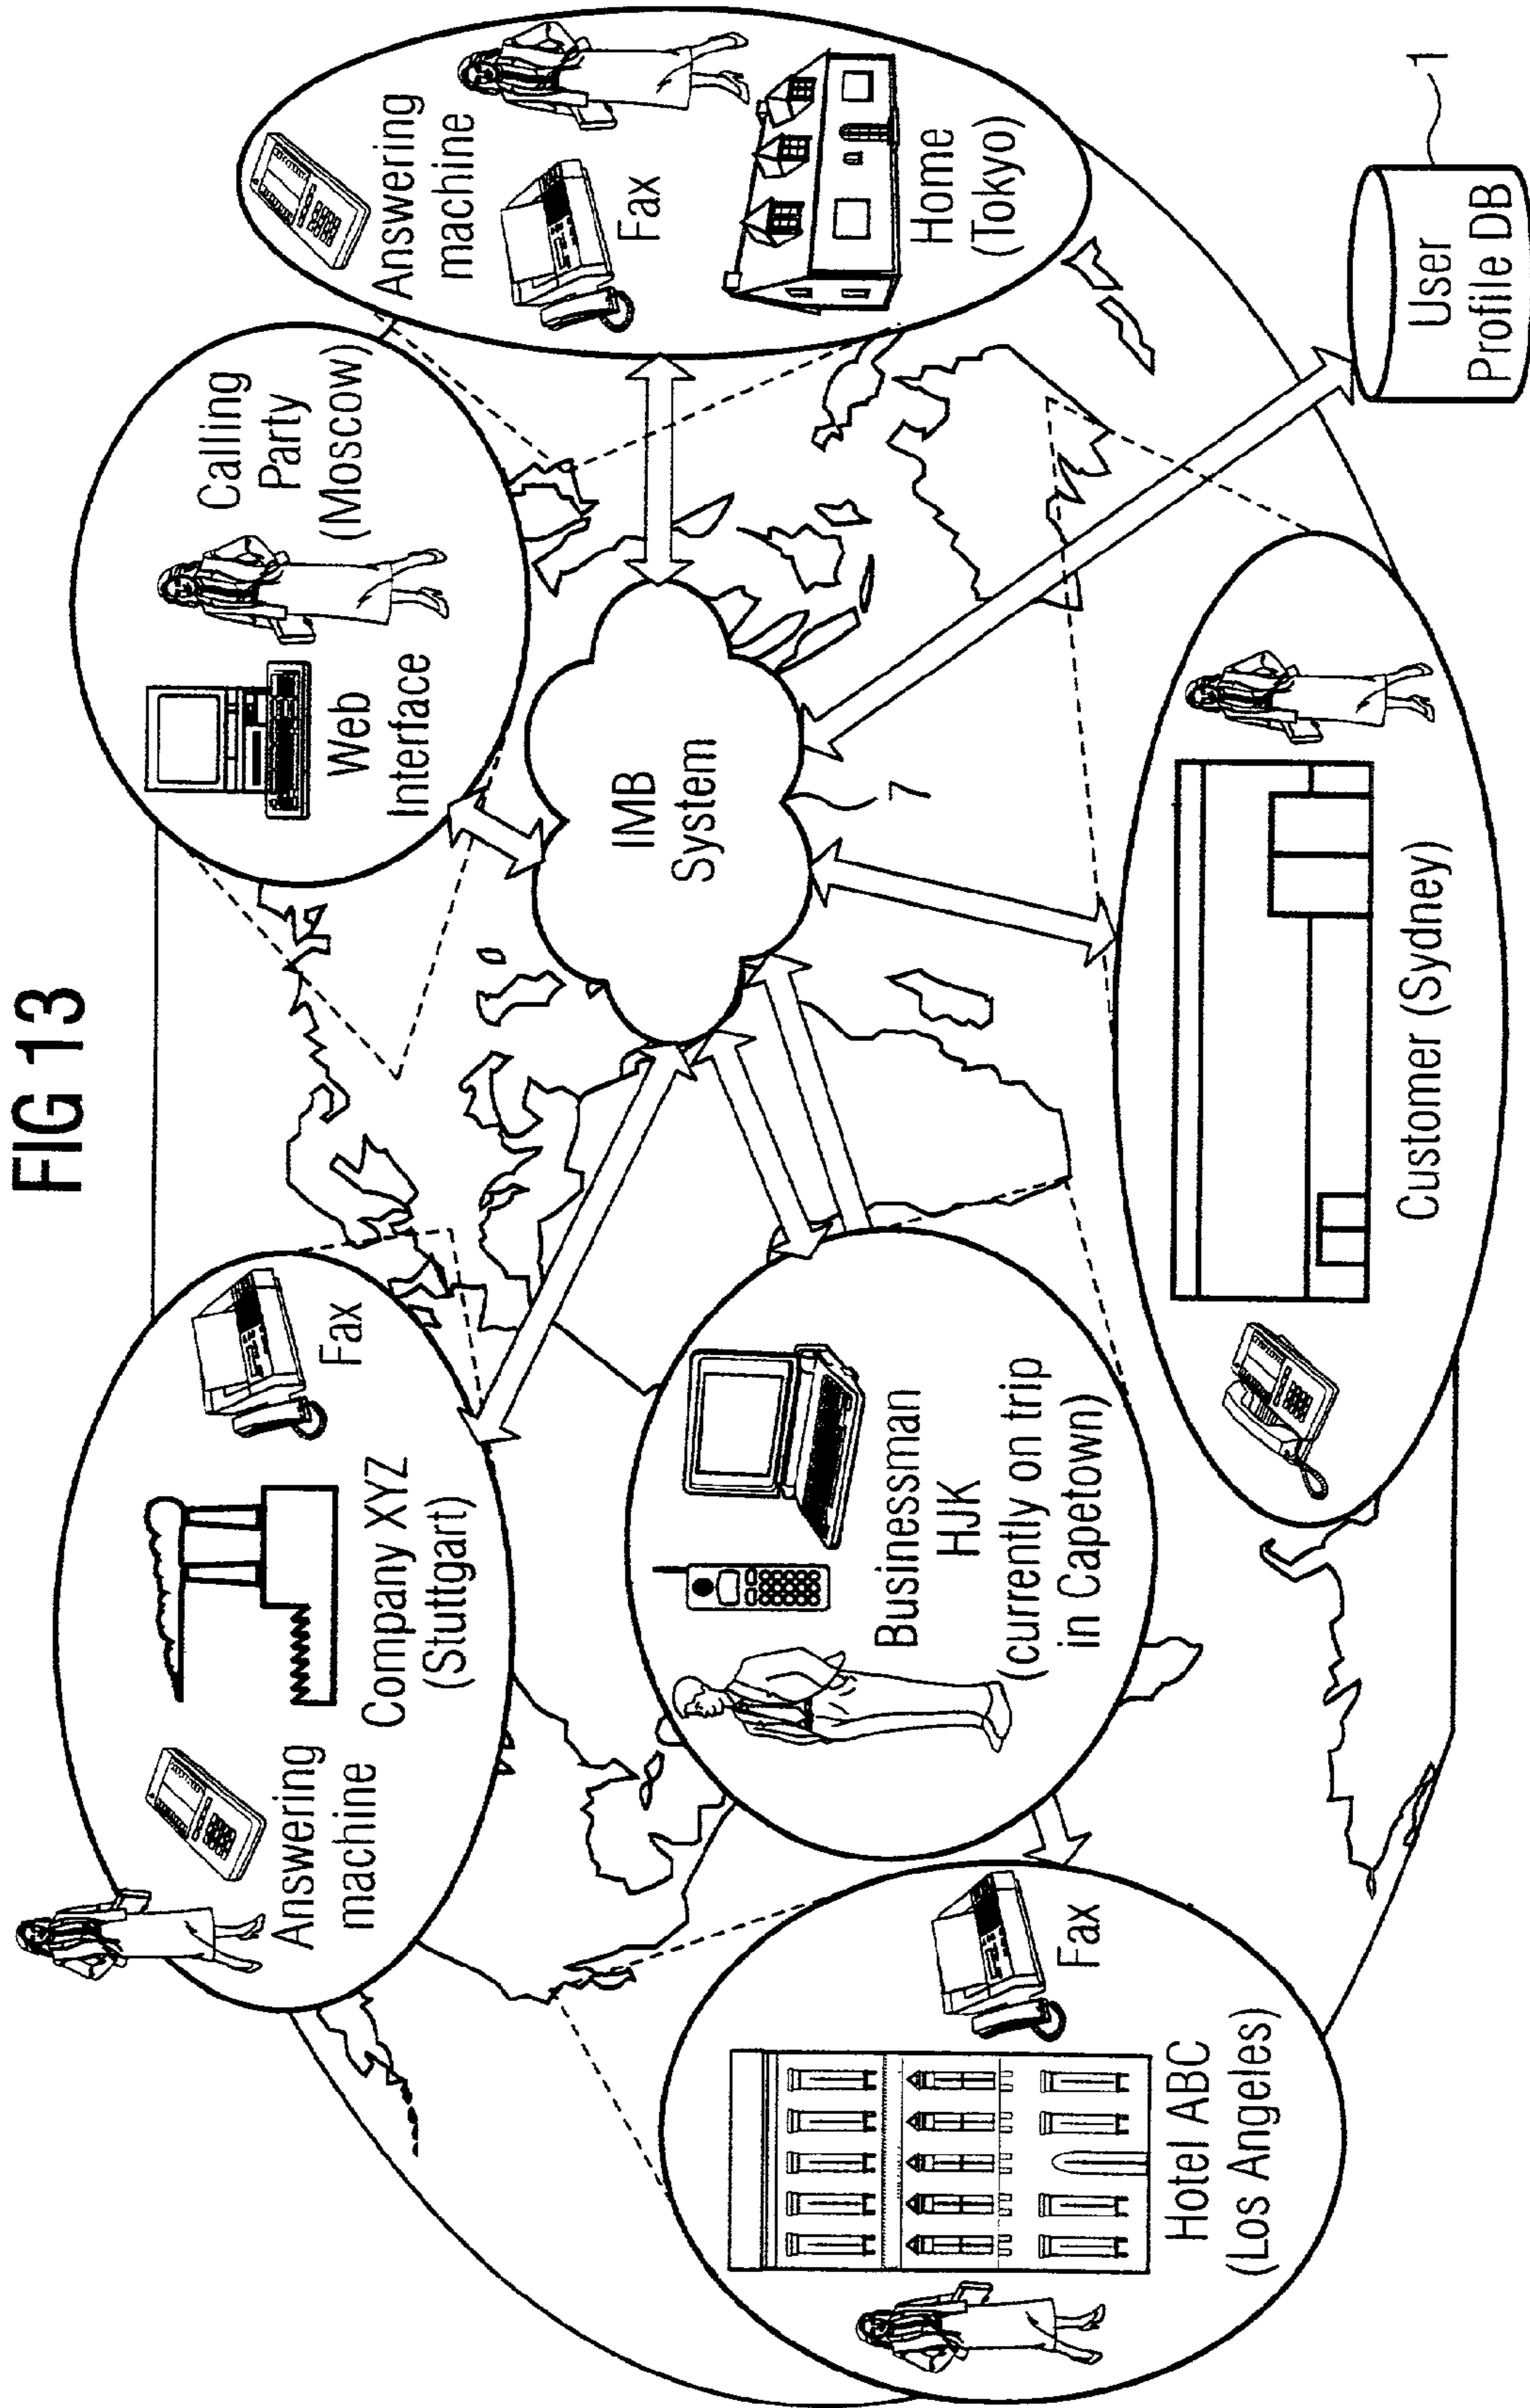 FIG 13
Answering
machine
Company XYZ
(Stuttgart)
Fax
Web
Interface
Calling
Party
(Moscow)
Answering
machine
Fax
Home
(Tokyo)
IMB
System
7
Businessman
HJK
(currently on trip
in Capetown)
Hotel ABC
(Los Angeles)
Fax
Customer (Sydney)
User
Profile DB
1